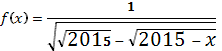 f(x) = 1/√(√2015 − √(2015 − x